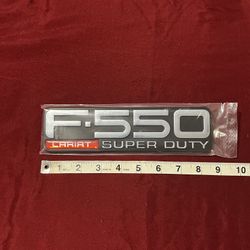 F-550
LARIAT SUPER DUTY
1 2 3 4 5 6 7 8 9 10